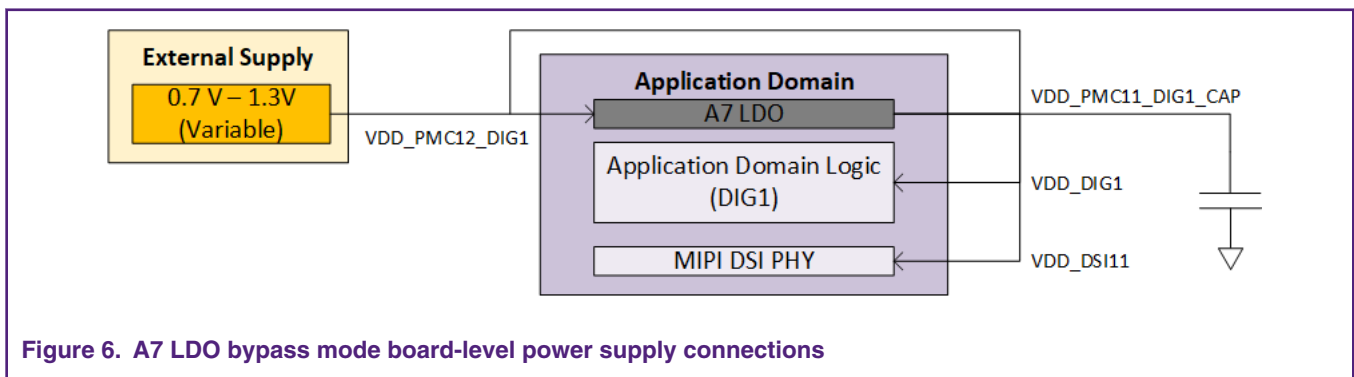 External Supply
0.7 V – 1.3V
(Variable)
VDD_PMC12_DIG1
Application Domain
A7 LDO
Application Domain Logic
(DIG1)
MIPI DSI PHY
VDD_PMC11_DIG1_CAP
VDD_DIG1
VDD_DSI11
Figure 6. A7 LDO bypass mode board-level power supply connections